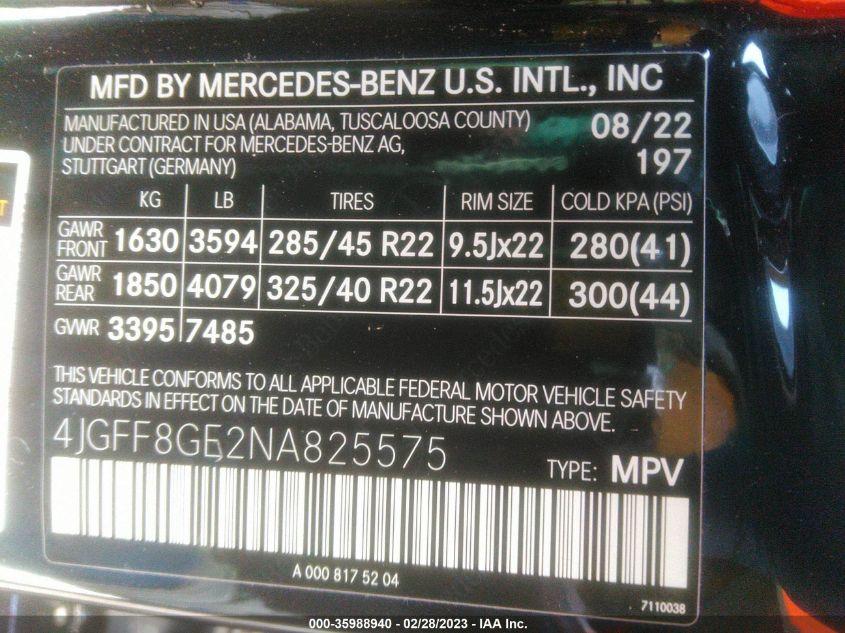 MFD BY MERCEDES-BENZ U.S. INTL., INC
MANUFACTURED IN USA (ALABAMA, TUSCALOOSA COUNTY) 08/22
UNDER CONTRACT FOR MERCEDES-BENZ AG,
STUTTGART (GERMANY) 197
KG LB TIRES RIM SIZE COLD KPA (PSI)
GAWR FRONT 1630 3594 285/45 R22 9.5Jx22 280(41)
GAWR REAR 1850 4079 325/40 R22 11.5Jx22 300(44)
GVWR 3395 7485
THIS VEHICLE CONFORMS TO ALL APPLICABLE FEDERAL MOTOR VEHICLE SAFETY
STANDARDS IN EFFECT ON THE DATE OF MANUFACTURE SHOWN ABOVE.
4JGFF8GE2NA825575
TYPE: MPV
A 000 817 52 04
7110038
000-35988940 - 02/28/2023 - IAA Inc.